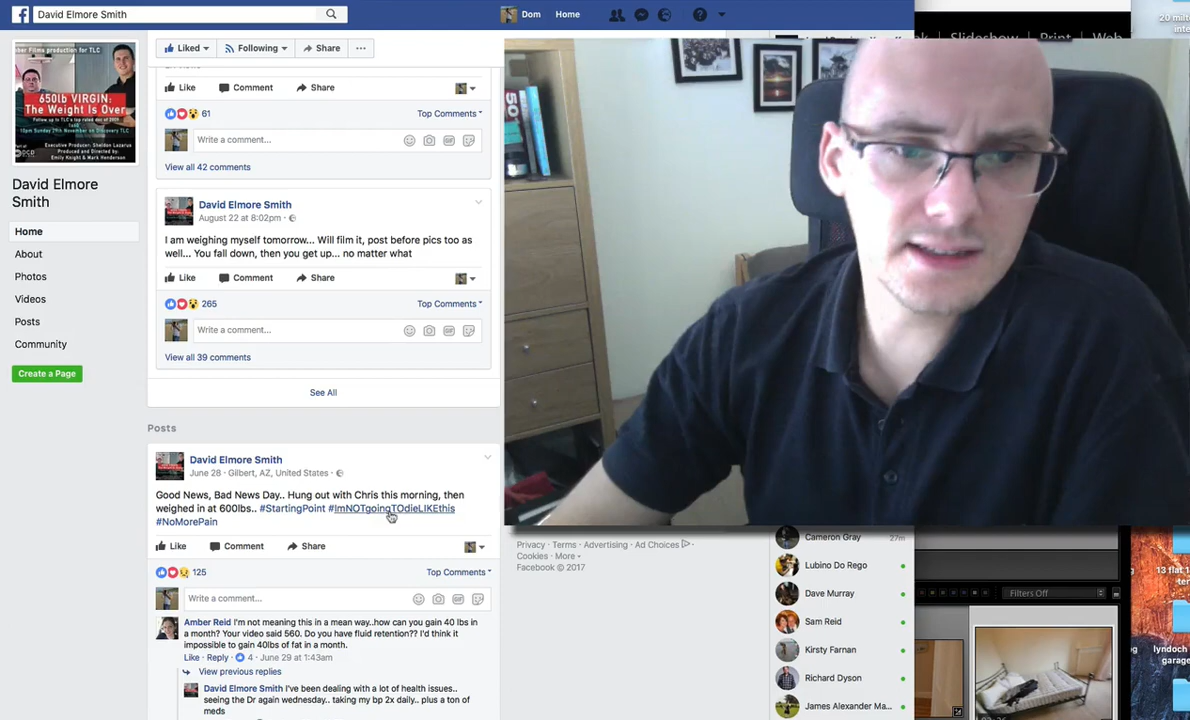 David Elmore Smith
Dom Home
Liked Following Share
k Slideshow Print Web
20 milto
inte
650lb VIRGIN:
The Weight Is Over
David Elmore
Smith
Home
About
Photos
Videos
Posts
Community
Create a Page
Like Comment Share
61 Top Comments
Write a comment...
View all 42 comments
David Elmore Smith
August 22 at 8:02pm ·
I am weighing myself tomorrow... Will film it, post before pics too as
well... You fall down, then you get up... no matter what
Like Comment Share
265 Top Comments
Write a comment...
View all 39 comments
See All
Posts
David Elmore Smith
June 28 · Gilbert, AZ, United States ·
Good News, Bad News Day.. Hung out with Chris this morning, then
weighed in at 600lbs.. #StartingPoint #ImNOTgoingTOdieLIKEthis
#NoMorePain
Like Comment Share
125 Top Comments
Write a comment...
Amber Reid I'm not meaning this in a mean way..how can you gain 40 lbs in
a month? Your video said 560. Do you have fluid retention?? I'd think it
impossible to gain 40lbs of fat in a month.
Like · Reply · 4 · June 29 at 1:43am
View previous replies
David Elmore Smith I've been dealing with a lot of health issues..
seeing the Dr again wednesday.. taking my bp 2x daily.. plus a ton of
meds
Privacy · Terms · Advertising · Ad Choices ·
Cookies · More
Facebook © 2017
Cameron Gray 27m
Lubino Do Rego
Dave Murray
Sam Reid
Kirsty Farnan
Richard Dyson
James Alexander Ma...
Filters Off
13 flat 1
ter
lyndoch
garage
50